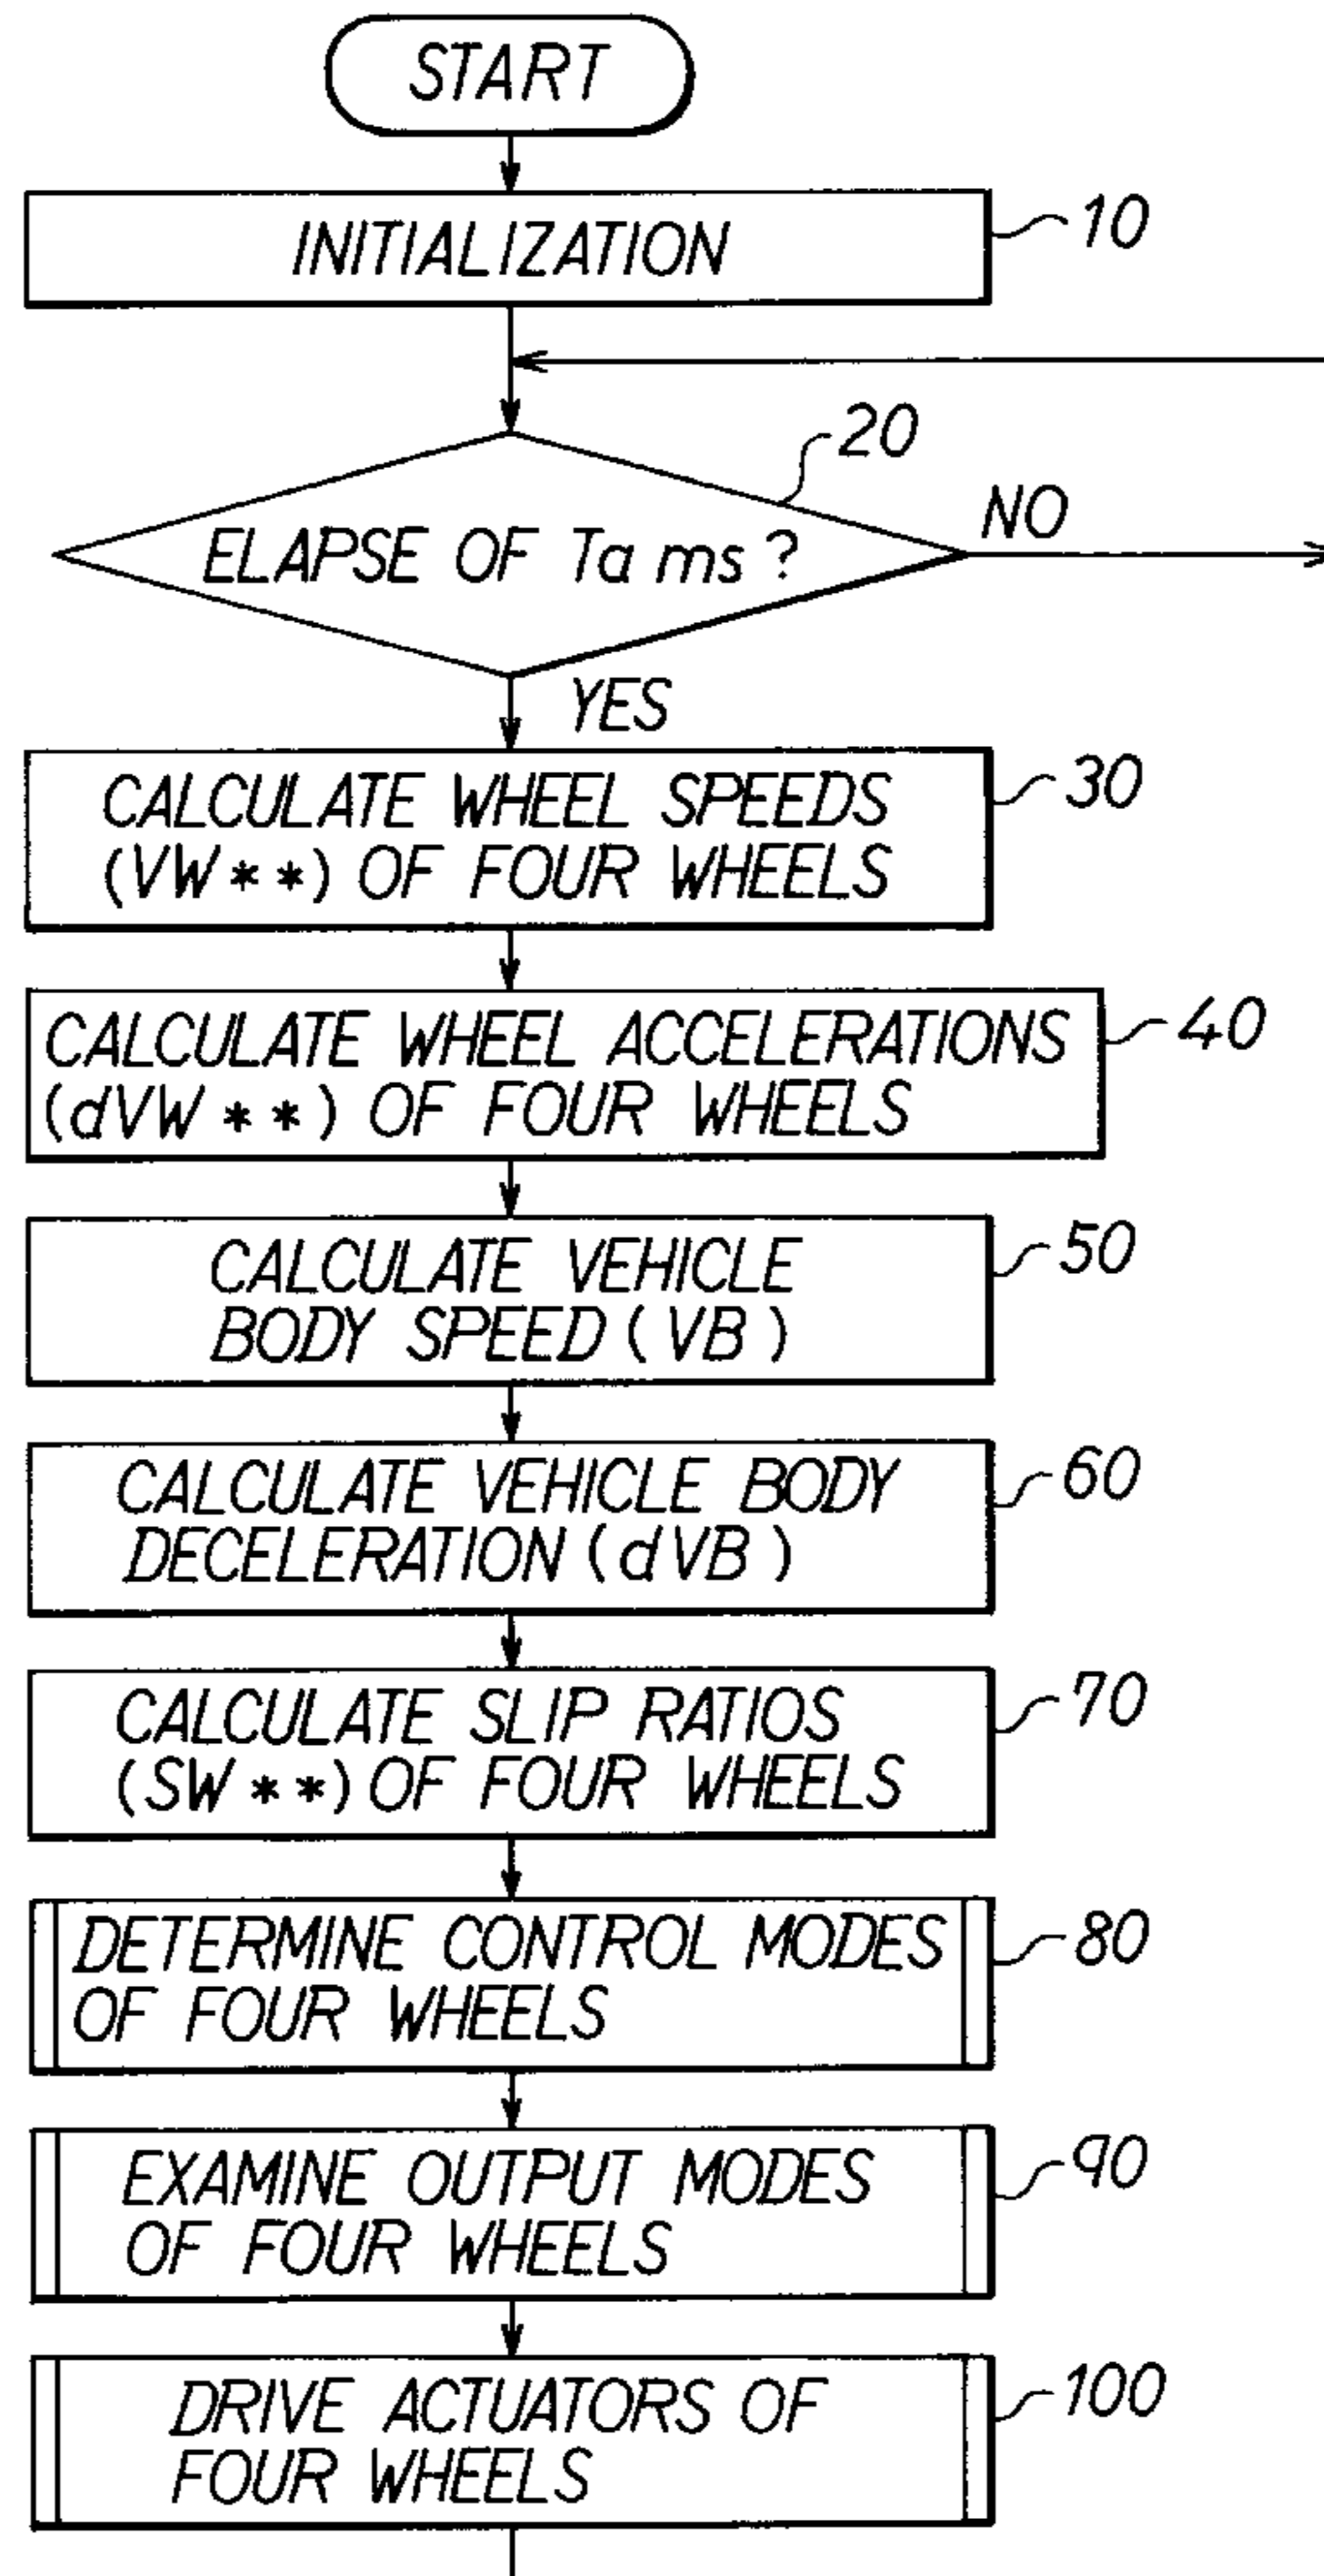 START
INITIALIZATION
10
20
ELAPSE OF Ta ms ?
NO
YES
CALCULATE WHEEL SPEEDS
(VW**) OF FOUR WHEELS
30
CALCULATE WHEEL ACCELERATIONS
(dVW**) OF FOUR WHEELS
40
CALCULATE VEHICLE
BODY SPEED (VB)
50
CALCULATE VEHICLE BODY
DECELERATION (dVB)
60
CALCULATE SLIP RATIOS
(SW**) OF FOUR WHEELS
70
DETERMINE CONTROL MODES
OF FOUR WHEELS
80
EXAMINE OUTPUT MODES
OF FOUR WHEELS
90
DRIVE ACTUATORS OF
FOUR WHEELS
100